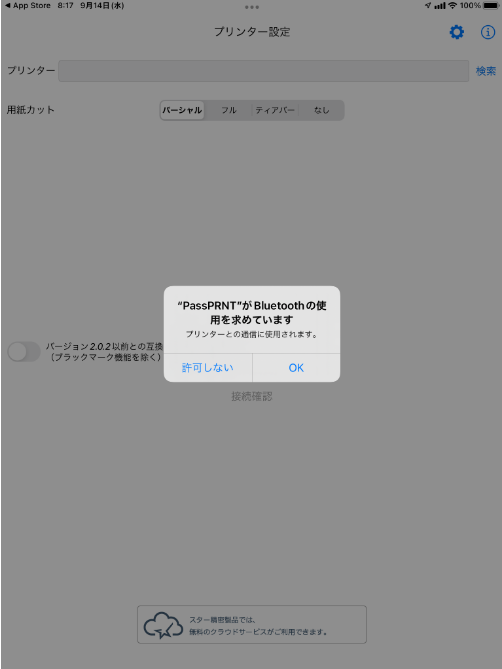 ◀ App Store 8:17 9月14日(水) 100%
プリンター設定
プリンター 検索
用紙カット パーシャル フル ティアバー なし
“PassPRNT”がBluetoothの使
用を求めています
プリンターとの通信に使用されます。
許可しない OK
バージョン2.0.2以前との互換
(ブラックマーク機能を除く)
接続確認
スター精密製品では、
無料のクラウドサービスがご利用できます。